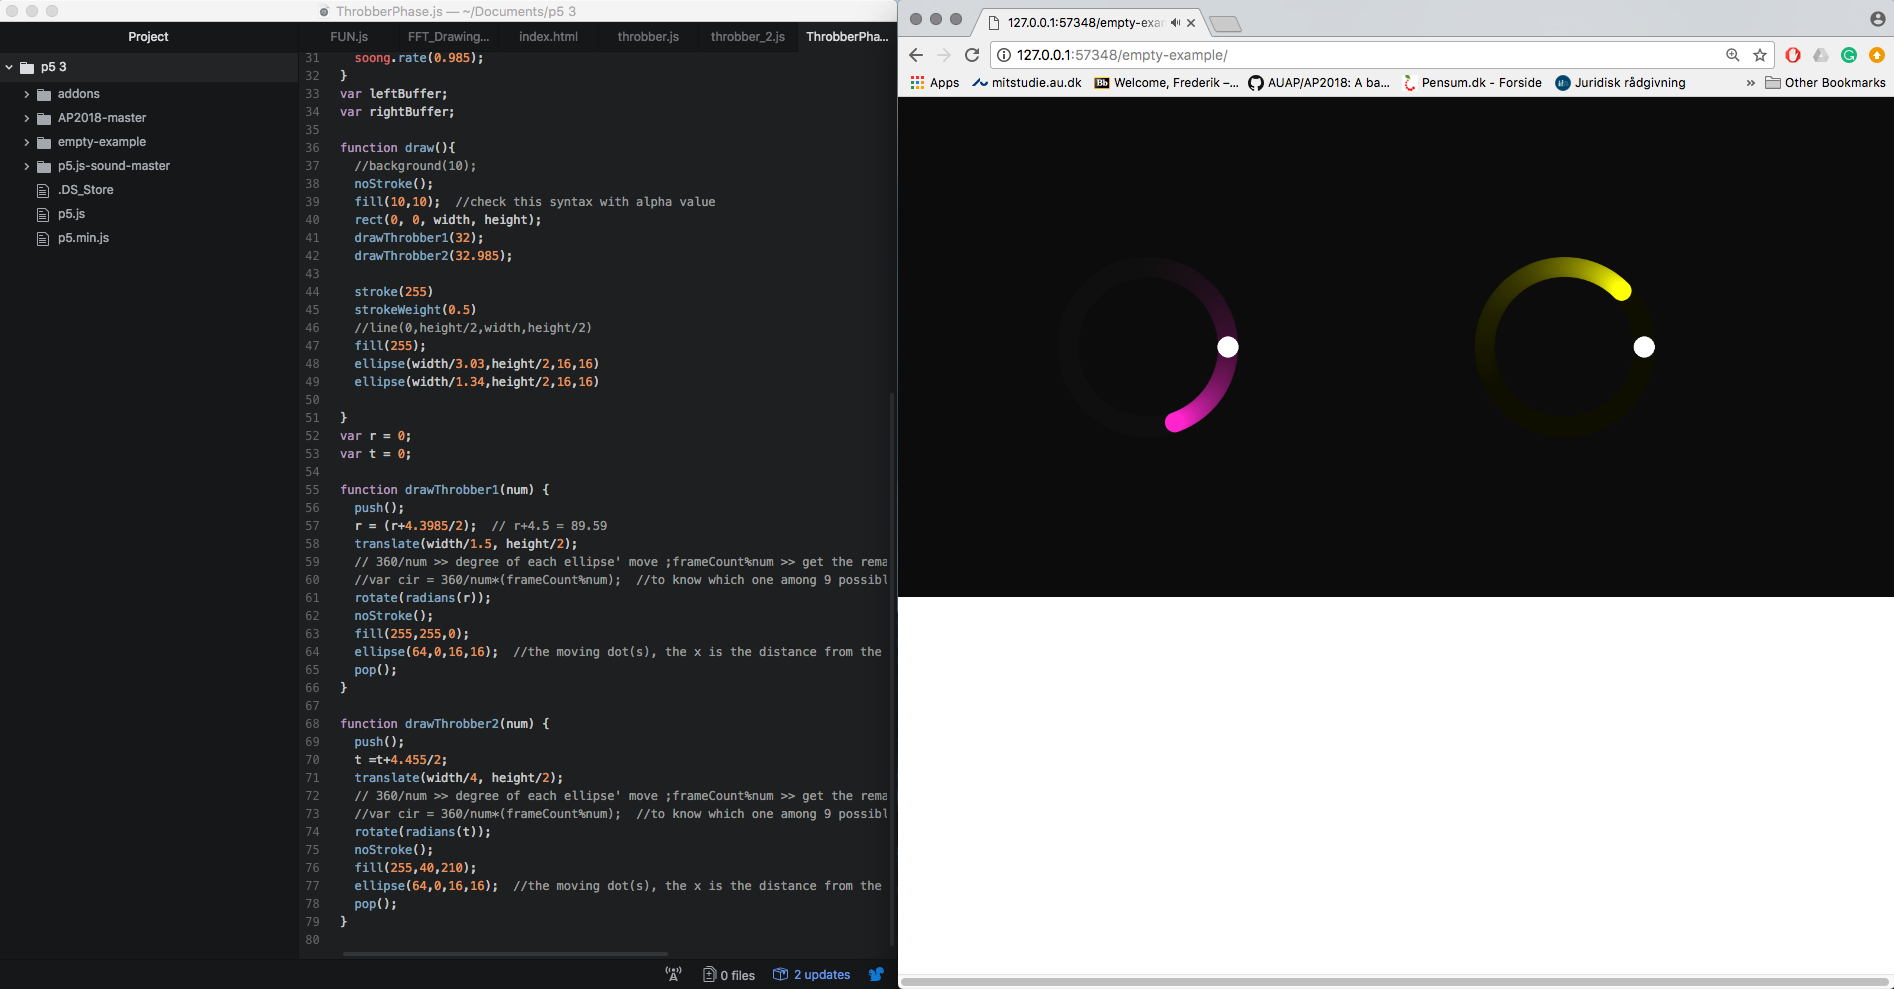 ThrobberPhase.js — ~/Documents/p5 3
Project
p5 3
addons
AP2018-master
empty-example
p5.js-sound-master
.DS_Store
p5.js
p5.min.js
FUN.js
FFT_Drawing...
index.html
throbber.js
throbber_2.js
ThrobberPha...
31 soong.rate(0.985);
32 }
33 var leftBuffer;
34 var rightBuffer;
35
36 function draw(){
37 //background(10);
38 noStroke();
39 fill(10,10); //check this syntax with alpha value
40 rect(0, 0, width, height);
41 drawThrobber1(32);
42 drawThrobber2(32.985);
43
44 stroke(255)
45 strokeWeight(0.5)
46 //line(0,height/2,width,height/2)
47 fill(255);
48 ellipse(width/3.03,height/2,16,16)
49 ellipse(width/1.34,height/2,16,16)
50
51 }
52 var r = 0;
53 var t = 0;
54
55 function drawThrobber1(num) {
56 push();
57 r = (r+4.3985/2); // r+4.5 = 89.59
58 translate(width/1.5, height/2);
59 // 360/num >> degree of each ellipse' move ;frameCount%num >> get the rema
60 //var cir = 360/num*(frameCount%num); //to know which one among 9 possibl
61 rotate(radians(r));
62 noStroke();
63 fill(255,255,0);
64 ellipse(64,0,16,16); //the moving dot(s), the x is the distance from the
65 pop();
66 }
67
68 function drawThrobber2(num) {
69 push();
70 t =t+4.455/2;
71 translate(width/4, height/2);
72 // 360/num >> degree of each ellipse' move ;frameCount%num >> get the rema
73 //var cir = 360/num*(frameCount%num); //to know which one among 9 possibl
74 rotate(radians(t));
75 noStroke();
76 fill(255,40,210);
77 ellipse(64,0,16,16); //the moving dot(s), the x is the distance from the
78 pop();
79 }
80
0 files
2 updates
127.0.0.1:57348/empty-exam
127.0.0.1:57348/empty-example/
Apps
mitstudie.au.dk
Bb Welcome, Frederik –...
AUAP/AP2018: A ba...
Pensum.dk - Forside
Juridisk rådgivning
»
Other Bookmarks